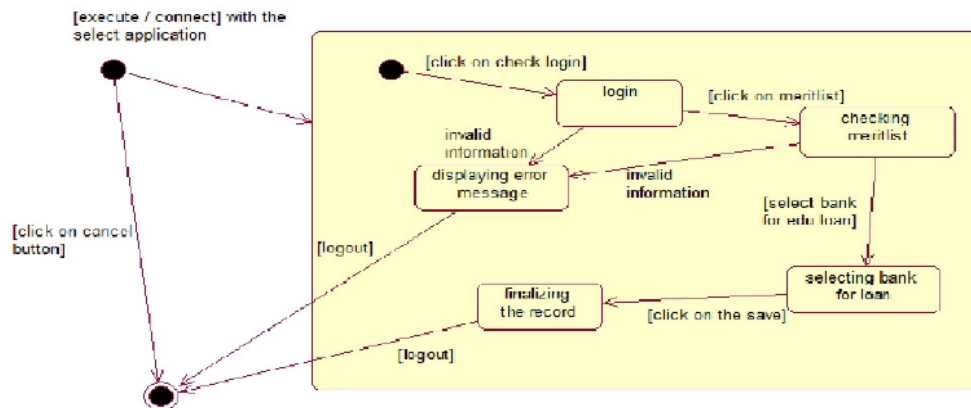 [execute / connect] with the
select application
[click on check login]
login
[click on meritlist]
checking
meritlist
invalid
information
displaying error
message
invalid
information
[select bank
for edu loan]
[click on cancel
button]
[logout]
selecting bank
for loan
finalizing
the record
[click on the save]
[logout]